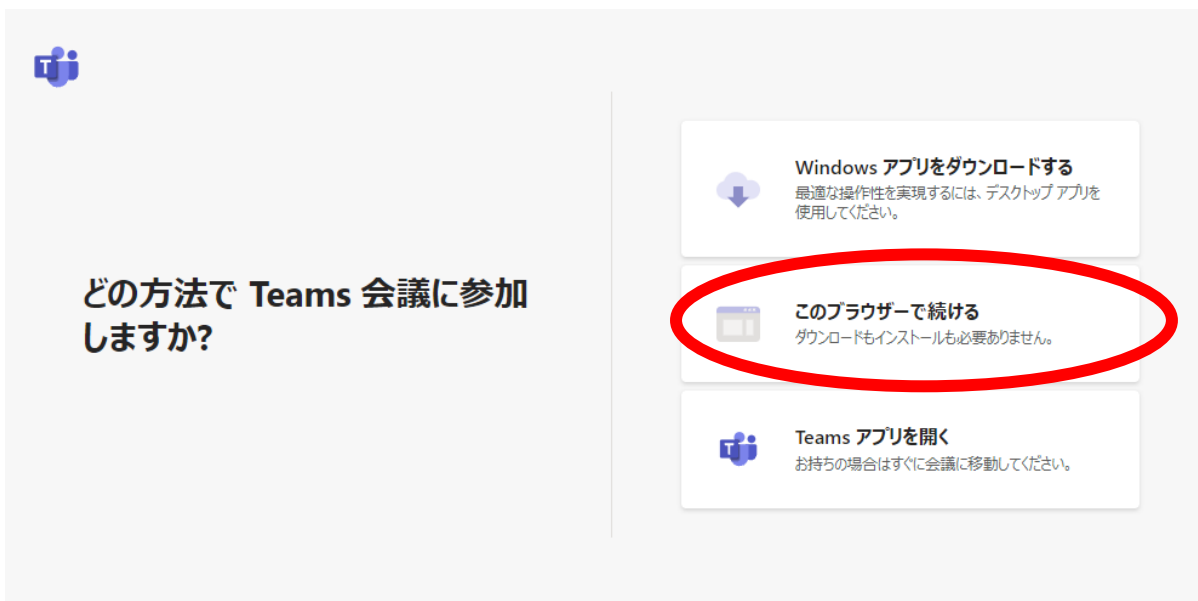 どの方法で Teams 会議に参加
しますか?
Windows アプリをダウンロードする
最適な操作性を実現するには、デスクトップ アプリを
使用してください。
このブラウザーで続ける
ダウンロードもインストールも必要ありません。
Teams アプリを開く
お持ちの場合はすぐに会議に移動してください。